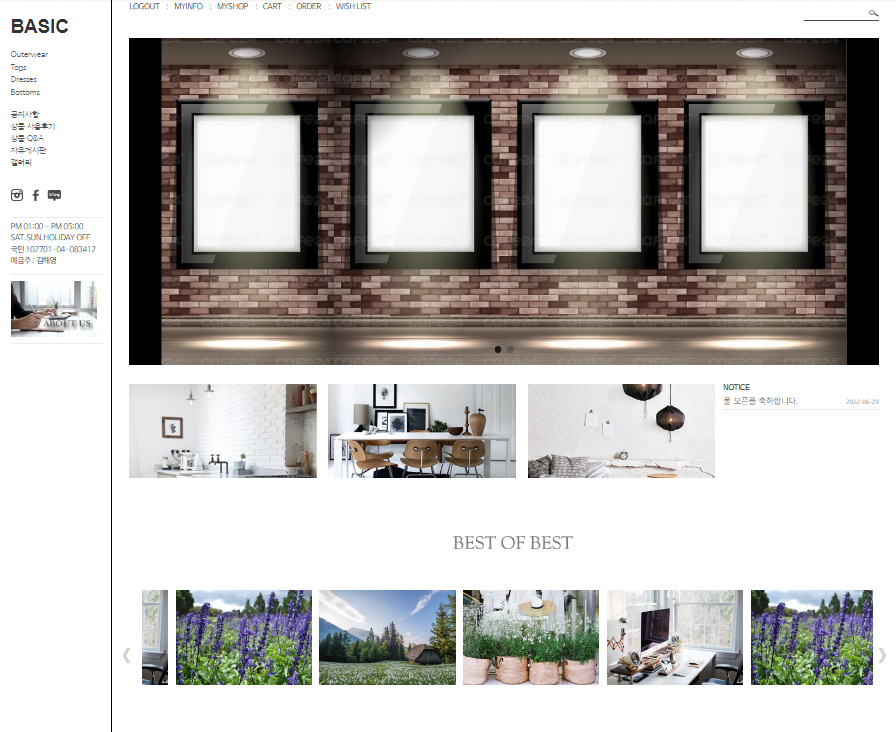 LOGOUT : MYINFO : MYSHOP : CART : ORDER : WISH LIST
BASIC
Outerwear
Tops
Dresses
Bottoms
공지사항
상품 사용후기
상품 Q&A
자유게시판
갤러리
PM 01:00 - PM 05:00
SAT.SUN.HOLIDAY OFF
국민 102701-04-083412
예금주 : 김해영
ABOUT US
cafe24
NOTICE
몰 오픈을 축하합니다. 2022-06-29
BEST OF BEST